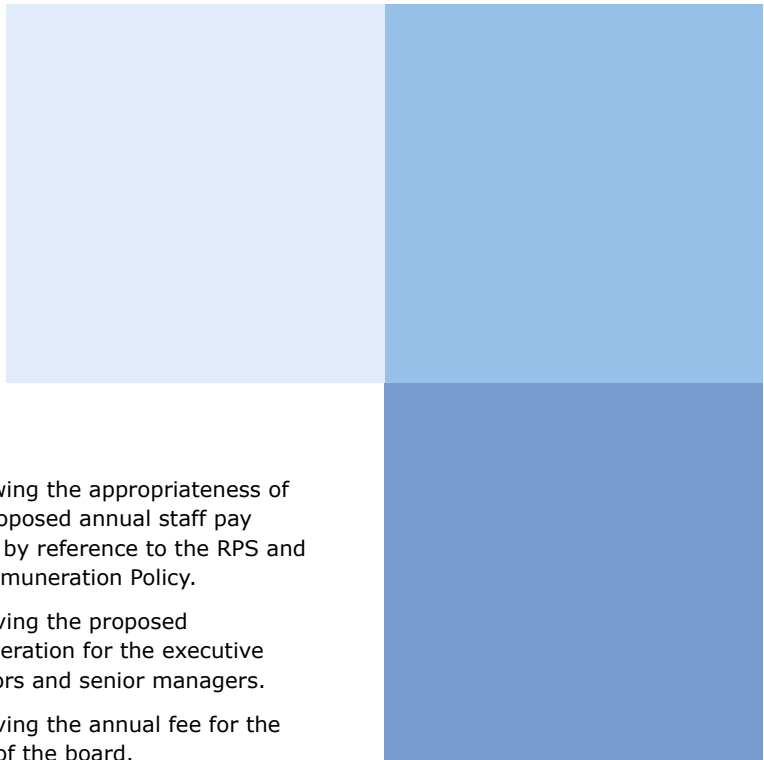 wing the appropriateness of
oposed annual staff pay
by reference to the RPS and
muneration Policy.
ving the proposed
eration for the executive
ors and senior managers.
ving the annual fee for the
of the board.